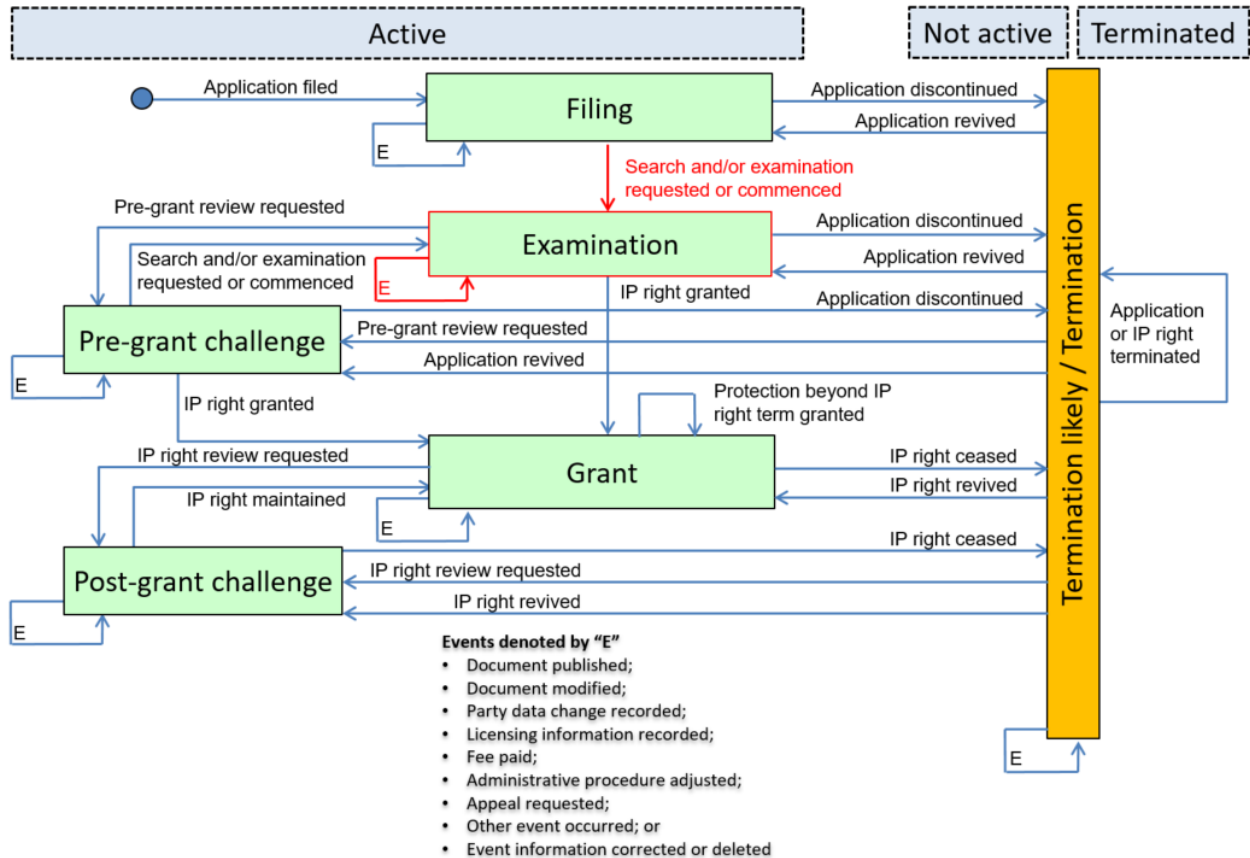 Active
Not active
Terminated
Application filed
Filing
Application discontinued
Application revived
E
Search and/or examination
requested or commenced
Pre-grant review requested
Examination
Application discontinued
Application revived
Search and/or examination
requested or commenced
E
IP right granted
Application discontinued
Pre-grant challenge
Pre-grant review requested
Application revived
E
Application
or IP right
terminated
Termination likely / Termination
IP right granted
Protection beyond IP
right term granted
IP right review requested
Grant
IP right ceased
IP right revived
IP right maintained
E
IP right ceased
Post-grant challenge
IP right review requested
IP right revived
E
Events denoted by “E”
• Document published;
• Document modified;
• Party data change recorded;
• Licensing information recorded;
• Fee paid;
• Administrative procedure adjusted;
• Appeal requested;
• Other event occurred; or
• Event information corrected or deleted
E